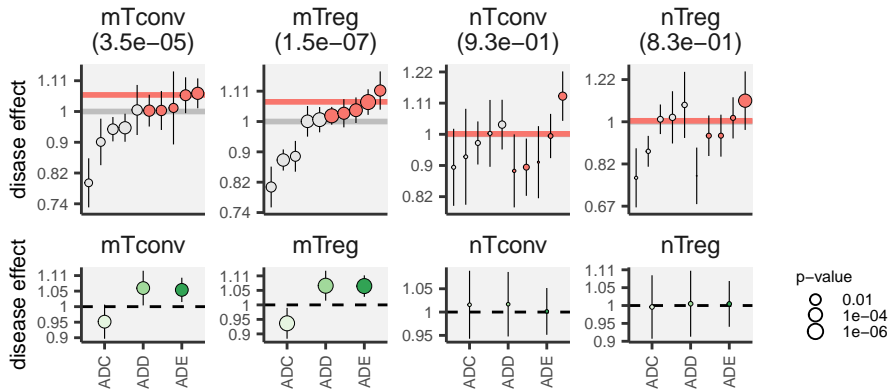 mTconv
(3.5e−05)
mTreg
(1.5e−07)
nTconv
(9.3e−01)
nTreg
(8.3e−01)
disase effect
1.11
1
0.9
0.82
0.74
1.11
1
0.9
0.82
0.74
1.22
1.11
1
0.9
0.82
1.22
1
0.82
0.67
mTconv
mTreg
nTconv
nTreg
disease effect
1.11
1.05
1
0.95
0.9
1.11
1.05
1
0.95
0.9
1.05
1
0.95
1.11
1.05
1
0.95
0.9
ADC
ADD
ADE
ADC
ADD
ADE
ADC
ADD
ADE
ADC
ADD
ADE
p−value
0.01
1e−04
1e−06